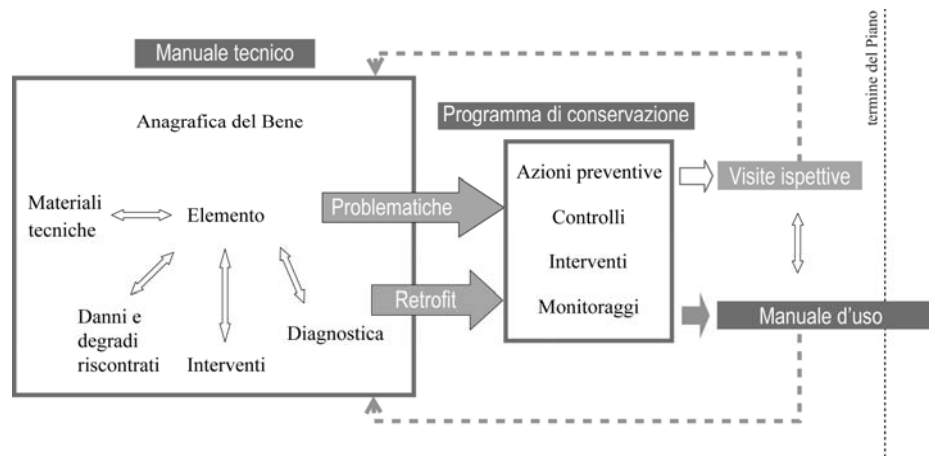 Manuale tecnico
Anagrafica del Bene
Materiali
tecniche
Elemento
Danni e
degradi
riscontrati
Interventi
Diagnostica
Problematiche
Retrofit
Programma di conservazione
Azioni preventive
Controlli
Interventi
Monitoraggi
Visite ispettive
Manuale d'uso
termine del Piano